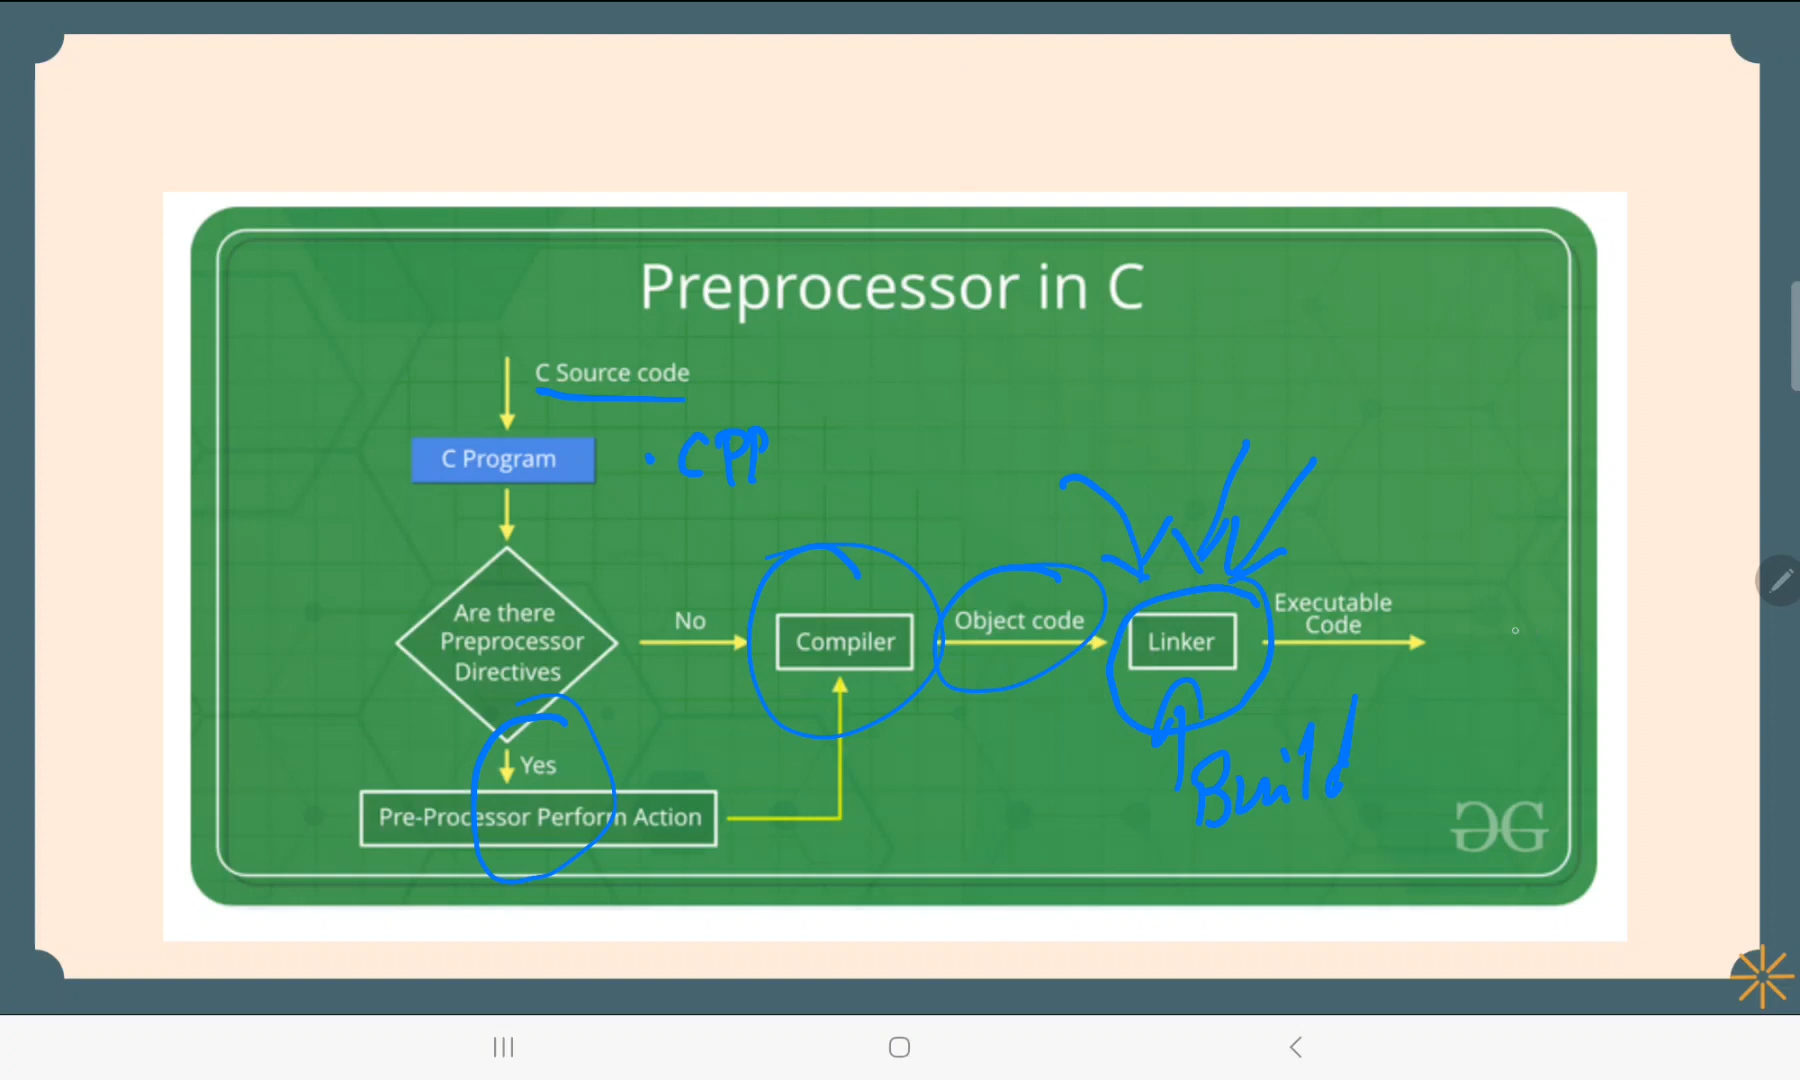 Preprocessor in C
C Source code
C Program
. CPP
Are there
Preprocessor
Directives
No
Compiler
Object code
Linker
Executable
Code
Yes
Pre-Processor Perform Action
Build
GG